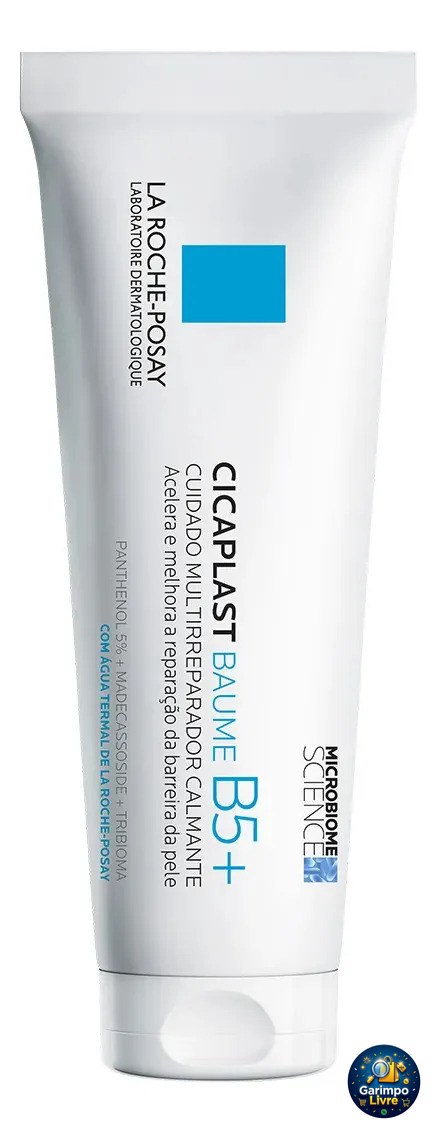 LA ROCHE-POSAY
LABORATOIRE DERMATOLOGIQUE
CICAPLAST BAUME B5+
CUIDADO MULTIRREPARADOR CALMANTE
Acelera e melhora a reparação da barreira da pele
PANTHENOL 5% + MADECASSOSIDE + TRIBIOMA
COM ÁGUA TERMAL DE LA ROCHE-POSAY
MICROBIOME
SCIENCE
Garimpo
Livre